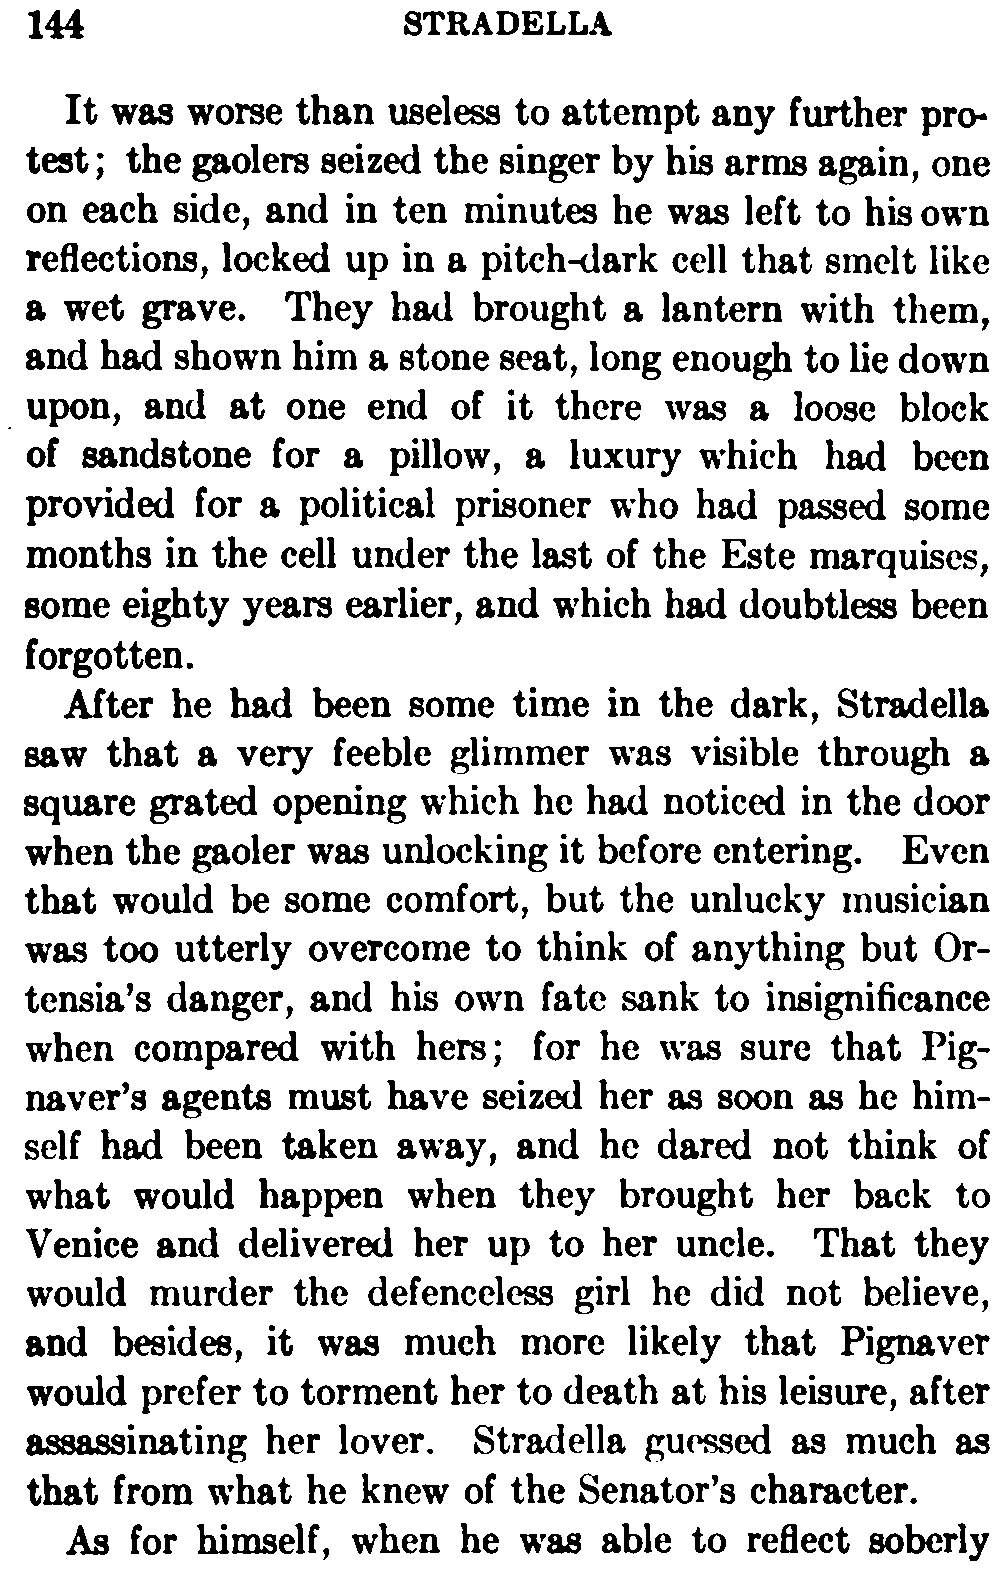 144 STRADELLA
It was worse than useless to attempt any further pro-
test; the gaolers seized the singer by his arms again, one
on each side, and in ten minutes he was left to his own
reflections, locked up in a pitch-dark cell that smelt like
a wet grave. They had brought a lantern with them,
and had shown him a stone seat, long enough to lie down
upon, and at one end of it there was a loose block
of sandstone for a pillow, a luxury which had been
provided for a political prisoner who had passed some
months in the cell under the last of the Este marquises,
some eighty years earlier, and which had doubtless been
forgotten.
After he had been some time in the dark, Stradella
saw that a very feeble glimmer was visible through a
square grated opening which he had noticed in the door
when the gaoler was unlocking it before entering. Even
that would be some comfort, but the unlucky musician
was too utterly overcome to think of anything but Or-
tensia's danger, and his own fate sank to insignificance
when compared with hers; for he was sure that Pig-
naver's agents must have seized her as soon as he him-
self had been taken away, and he dared not think of
what would happen when they brought her back to
Venice and delivered her up to her uncle. That they
would murder the defenceless girl he did not believe,
and besides, it was much more likely that Pignaver
would prefer to torment her to death at his leisure, after
assassinating her lover. Stradella guessed as much as
that from what he knew of the Senator's character.
As for himself, when he was able to reflect soberly